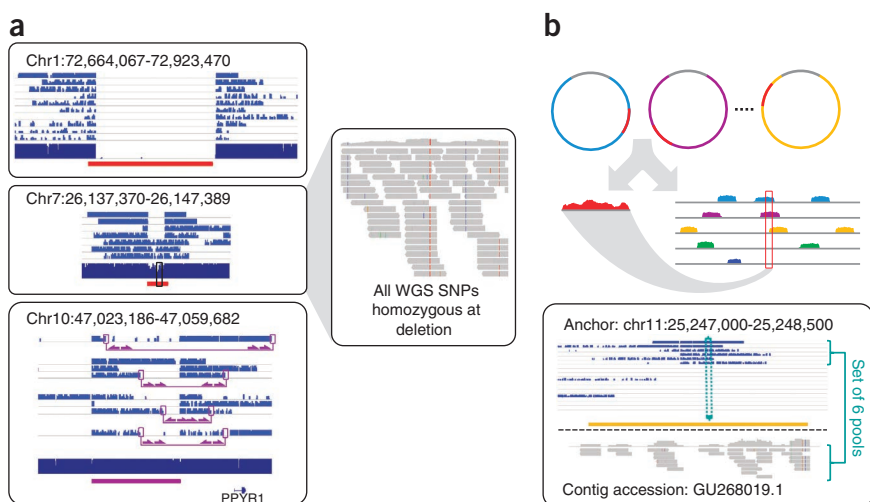 a
Chr1:72,664,067-72,923,470
Chr7:26,137,370-26,147,389
All WGS SNPs
homozygous at
deletion
Chr10:47,023,186-47,059,682
PPYR1
b
Anchor: chr11:25,247,000-25,248,500
Set of 6 pools
Contig accession: GU268019.1